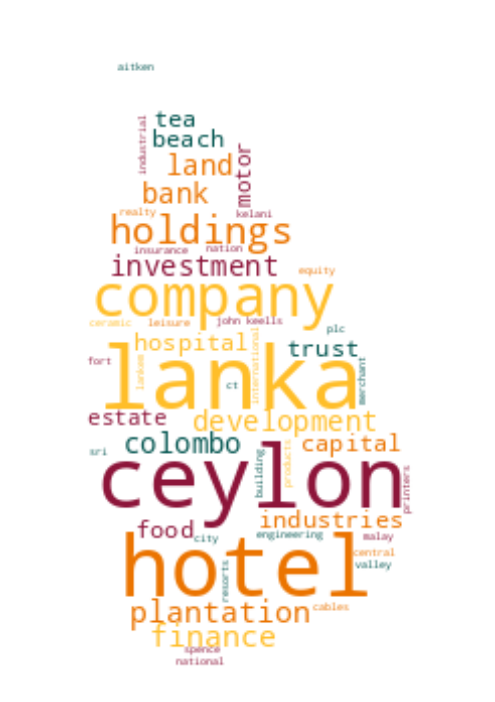 aitken
industrial
tea
beach
motor
land
bank
realty
kelani
holdings
insurance nation
investment
equity
company
ceramic leisure john keells
plc
hospital
international
trust
lanka
fort
lankem
ct
merchant
estate
development
colombo
capital
sri
ceylon
building
products
printers
industries
food
city
engineering
malay
hotel
central
valley
resorts
plantation
cables
finance
spence
national